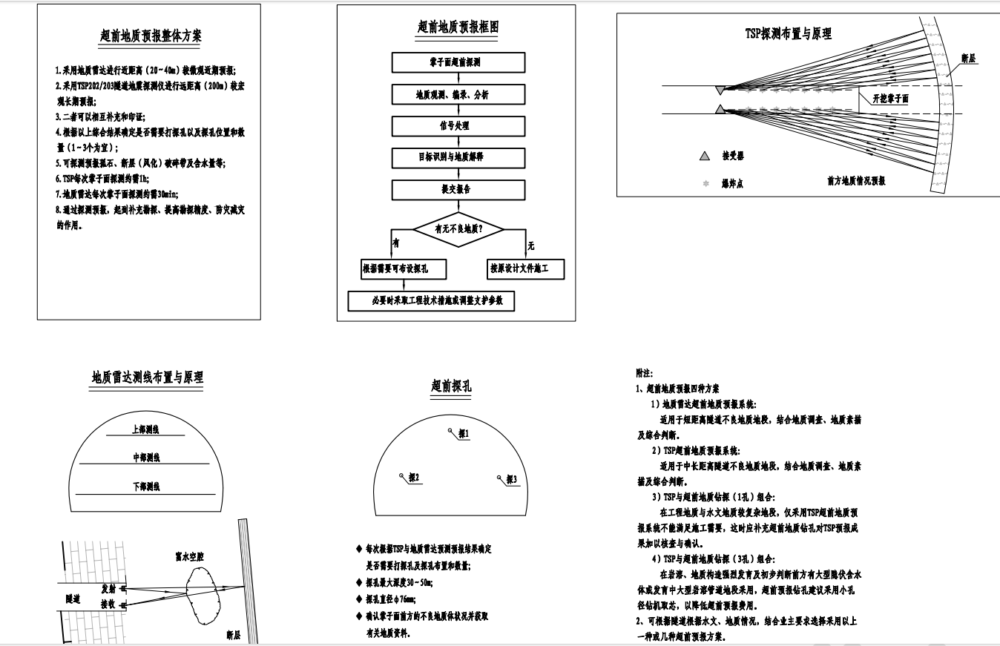 超前地质预报整体方案
1.采用地质雷达进行近距离（20~40m）较微观近期预报;
2.采用TSP202/203隧道地震探测仪进行远距离（200m）较宏
观长期预报;
3.二者可以相互补充和印证;
4.根据以上综合结果确定是否需要打探孔以及探孔位置和数
量（1~3个为宜）;
5.可探测预报孤石、断层（风化）破碎带及含水量等;
6.TSP每次掌子面探测约需1h;
7.地质雷达每次掌子面探测约需30min;
8.通过探测预报，起到补充勘探、提高勘探精度、防灾减灾
的作用。
超前地质预报框图
掌子面超前探测
地质观测、编录、分析
信号处理
目标识别与地质解释
提交报告
有无不良地质?
有
无
根据需要可布设探孔
按原设计文件施工
必要时采取工程技术措施或调整支护参数
TSP探测布置与原理
断层
开挖掌子面
接受器
爆炸点
前方地质情况预报
地质雷达测线布置与原理
上部测线
中部测线
下部测线
富水空腔
发射
隧道
接收
断层
超前探孔
探1
探2
探3
◆ 每次根据TSP与地质雷达预测预报结果确定
是否需要打探孔及探孔布置和数量;
◆ 探孔最大深度30~50m;
◆ 探孔直径φ76mm;
◆ 确认掌子面前方的不良地质体状况并获取
有关地质资料。
附注:
1、超前地质预报四种方案
1）地质雷达超前地质预报系统:
适用于短距离隧道不良地质地段，结合地质调查、地质素描
及综合判断。
2）TSP超前地质预报系统:
适用于中长距离隧道不良地质地段，结合地质调查、地质素
描及综合判断。
3）TSP与超前地质钻探（1孔）组合:
在工程地质与水文地质较复杂地段，仅采用TSP超前地质预
报系统不能满足施工需要，这时应补充超前地质钻孔对TSP预报成
果加以核查与确认。
4）TSP与超前地质钻探（3孔）组合:
在岩溶、地质构造强烈发育及初步判断前方有大型隐伏含水
体或发育中大型岩溶管道地段采用，超前预报钻孔建议采用小孔
径钻机取芯，以降低超前预报费用。
2、可根据隧道根据水文、地质情况，结合业主要求选择采用以上
一种或几种超前预报方案。